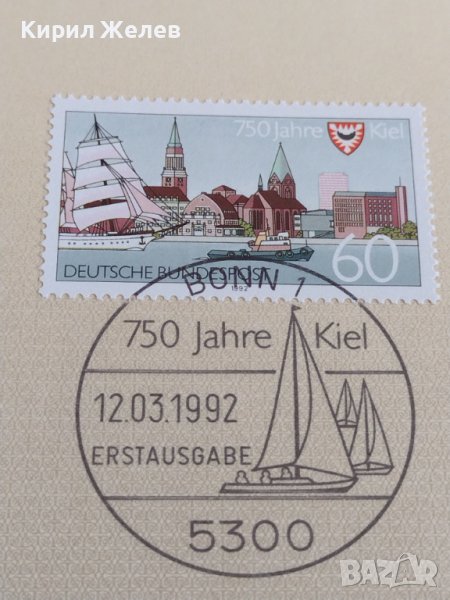 Кирил Желев
750 Jahre Kiel
60
DEUTSCHE BUNDESPOST
1992
BONN 1
750 Jahre Kiel
12.03.1992
ERSTAUSGABE
5300
BAZAR